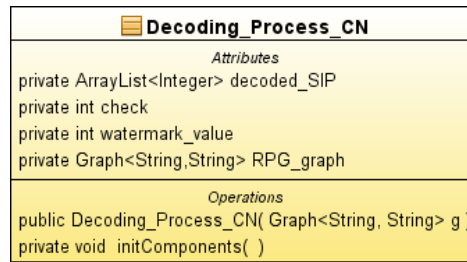 Decoding_Process_CN
Attributes
private ArrayList<Integer> decoded_SIP
private int check
private int watermark_value
private Graph<String,String> RPG_graph
Operations
public Decoding_Process_CN( Graph<String, String> g )
private void initComponents( )